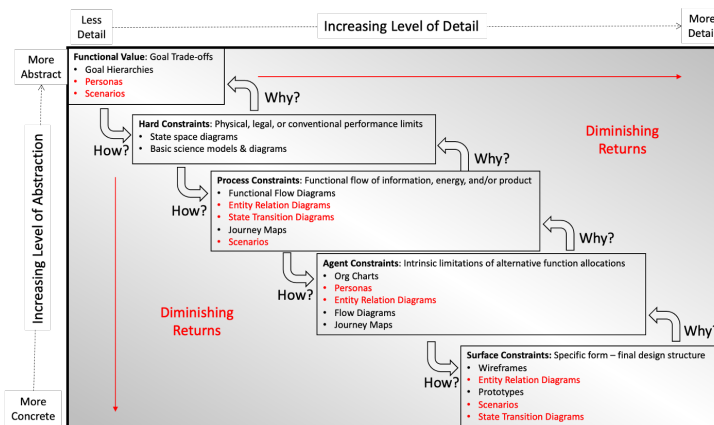 Less
Detail
Increasing Level of Detail
More
Detail
More
Abstract
Increasing Level of Abstraction
More
Concrete
Functional Value: Goal Trade-offs
• Goal Hierarchies
• Personas
• Scenarios
Why?
How?
Hard Constraints: Physical, legal, or conventional performance limits
• State space diagrams
• Basic science models & diagrams
Diminishing
Returns
Why?
How?
Process Constraints: Functional flow of information, energy, and/or product
• Functional Flow Diagrams
• Entity Relation Diagrams
• State Transition Diagrams
• Journey Maps
• Scenarios
Why?
How?
Agent Constraints: Intrinsic limitations of alternative function allocations
• Org Charts
• Personas
• Entity Relation Diagrams
• Flow Diagrams
• Journey Maps
Diminishing
Returns
Why?
How?
Surface Constraints: Specific form – final design structure
• Wireframes
• Entity Relation Diagrams
• Prototypes
• Scenarios
• State Transition Diagrams